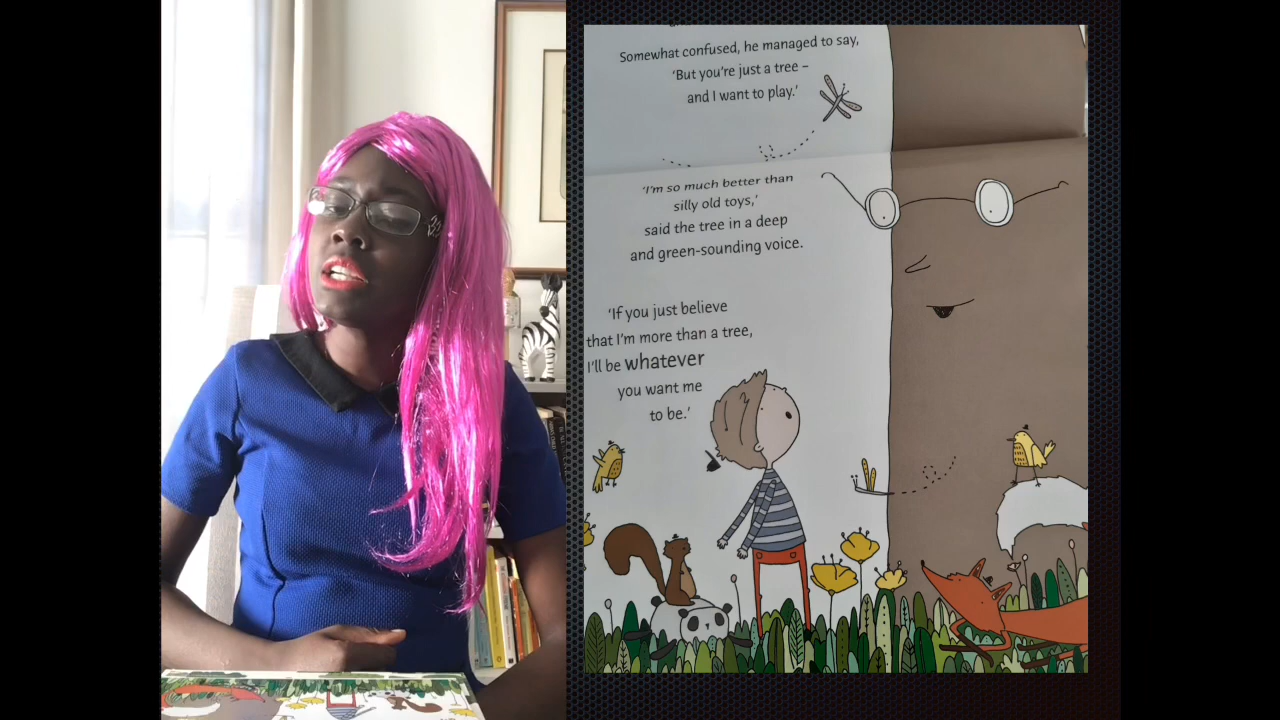 Somewhat confused, he managed to say,
'But you're just a tree –
and I want to play.'
'I'm so much better than
silly old toys,'
said the tree in a deep
and green-sounding voice.
'If you just believe
that I'm more than a tree,
I'll be whatever
you want me
to be.'